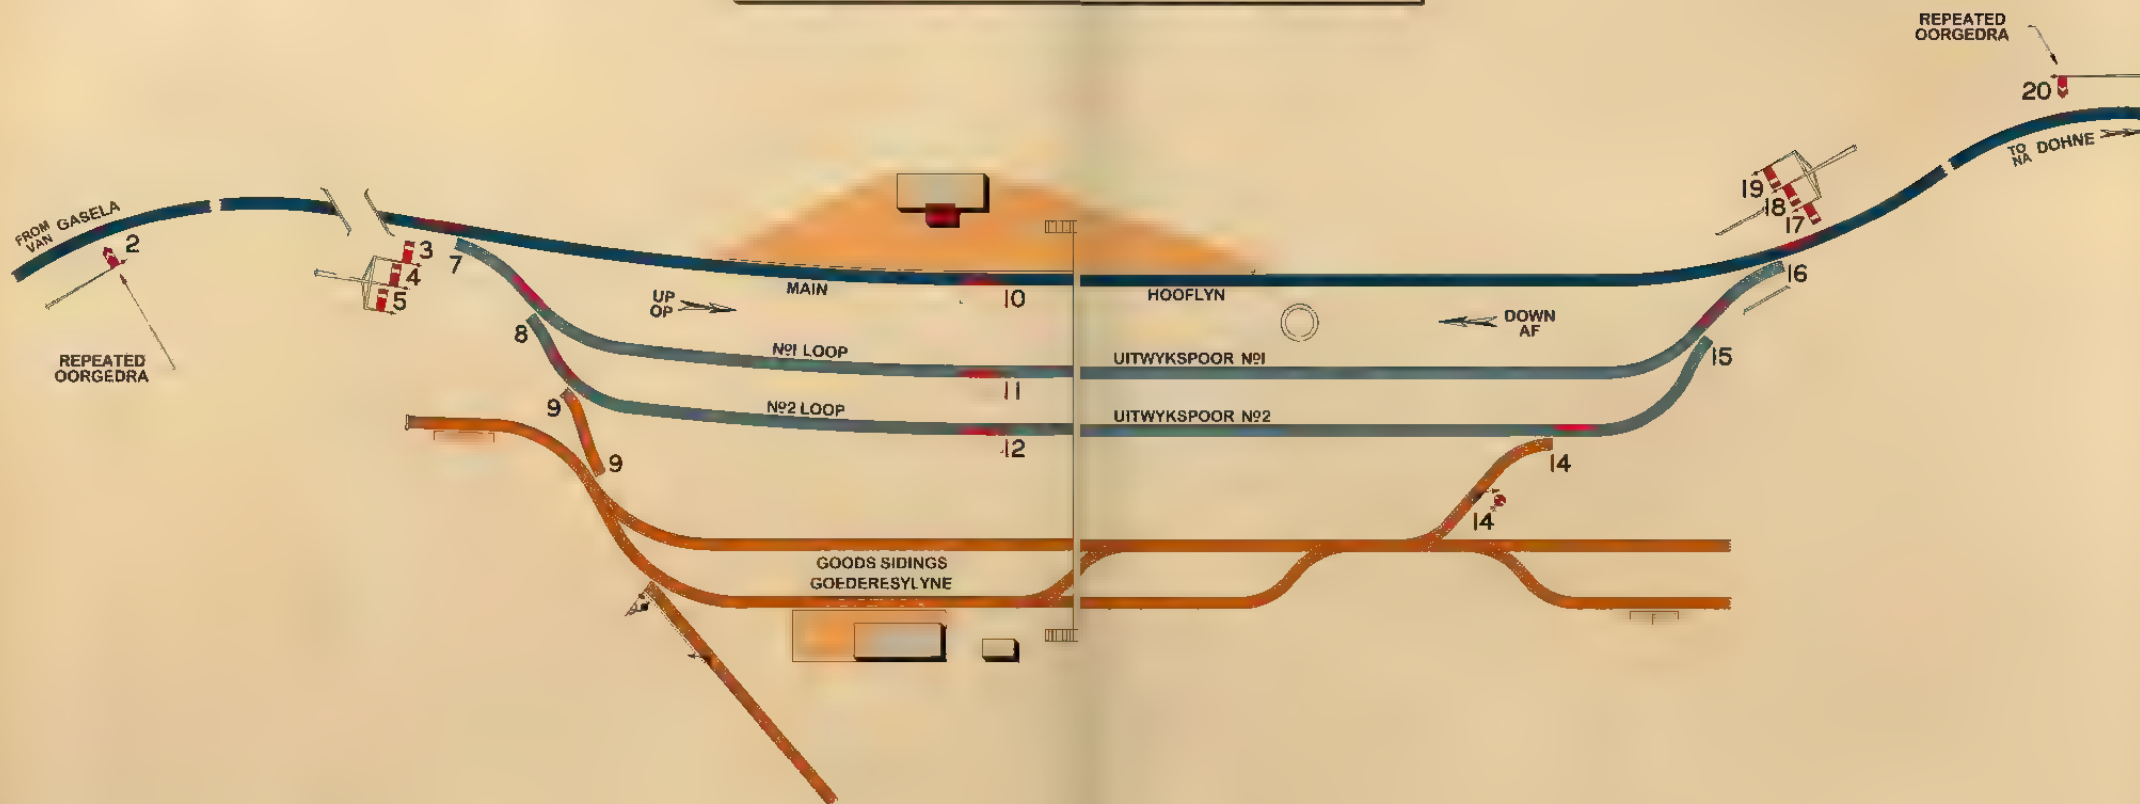 REPEATED
OORGEDRA
20
TO
NA DOHNE
19
18
17
FROM
VAN GASELA
2
3
4
5
7
16
UP
OP
MAIN
10
HOOFLYN
DOWN
AF
REPEATED
OORGEDRA
8
Nº1 LOOP
11
UITWYKSPOOR Nº1
15
9
Nº2 LOOP
12
UITWYKSPOOR Nº2
9
14
14
GOODS SIDINGS
GOEDERESYLYNE